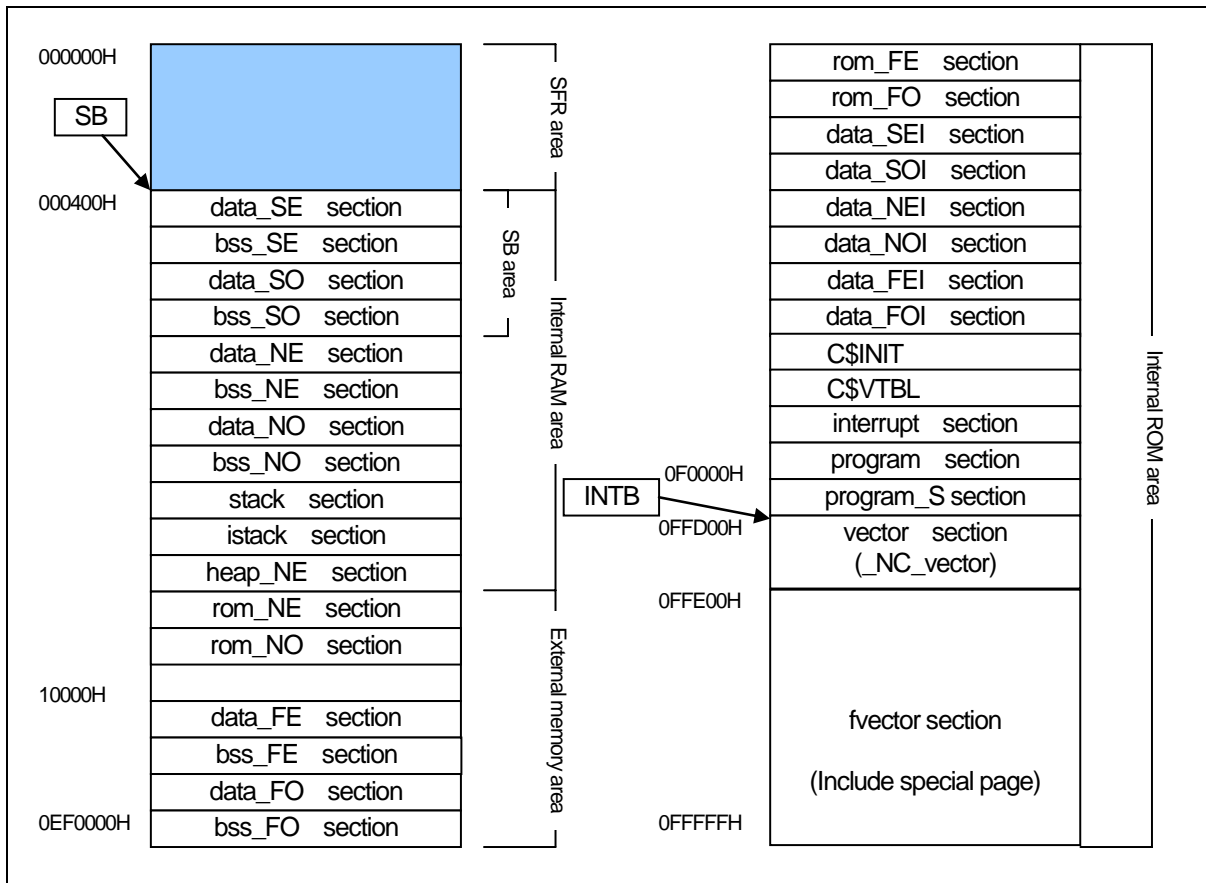 000000H
SB
000400H
data_SE section
bss_SE section
data_SO section
bss_SO section
data_NE section
bss_NE section
data_NO section
bss_NO section
stack section
istack section
heap_NE section
rom_NE section
rom_NO section
10000H
data_FE section
bss_FE section
data_FO section
bss_FO section
0EF0000H
SFR area
SB area
Internal RAM area
External memory area
rom_FE section
rom_FO section
data_SEI section
data_SOI section
data_NEI section
data_NOI section
data_FEI section
data_FOI section
C$INIT
C$VTBL
interrupt section
program section
0F0000H
INTB
program_S section
0FFD00H
vector section
(_NC_vector)
0FFE00H
fvector section
(Include special page)
0FFFFFH
Internal ROM area